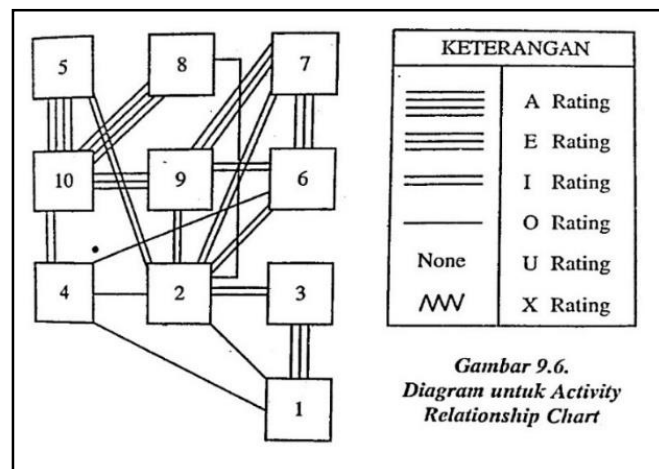 5
8
7
10
9
6
4
2
3
1
KETERANGAN
A Rating
E Rating
I Rating
O Rating
None U Rating
X Rating
Gambar 9.6.
Diagram untuk Activity
Relationship Chart